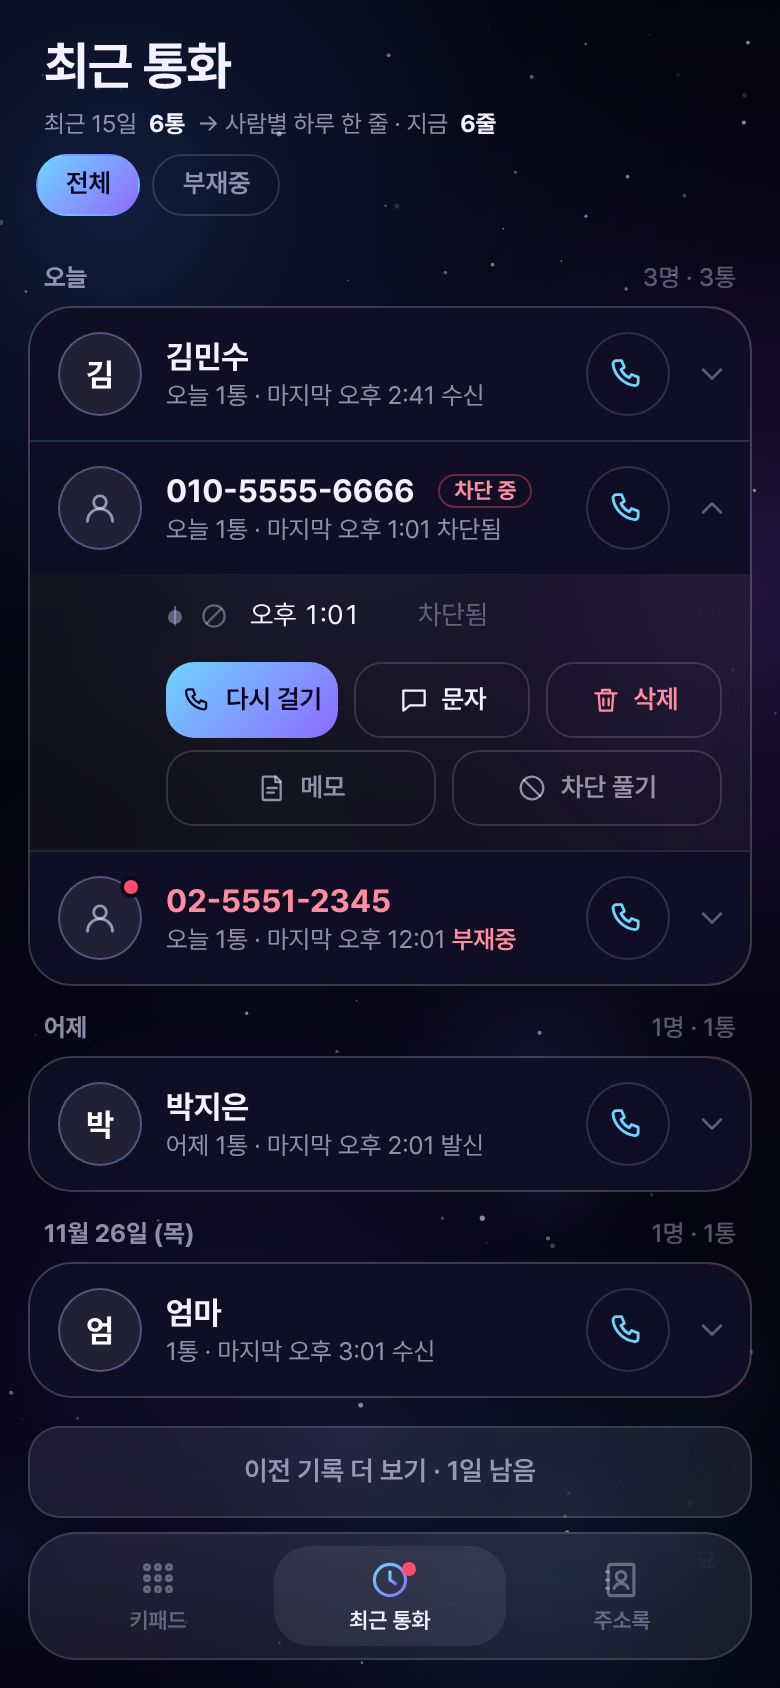 최근 통화
최근 15일 6통 → 사람별 하루 한 줄 · 지금 6줄
전체
부재중
오늘
3명 · 3통
김
김민수
오늘 1통 · 마지막 오후 2:41 수신
010-5555-6666 차단 중
오늘 1통 · 마지막 오후 1:01 차단됨
오후 1:01 차단됨
다시 걸기
문자
삭제
메모
차단 풀기
02-5551-2345
오늘 1통 · 마지막 오후 12:01 부재중
어제
1명 · 1통
박
박지은
어제 1통 · 마지막 오후 2:01 발신
11월 26일 (목)
1명 · 1통
엄
엄마
1통 · 마지막 오후 3:01 수신
이전 기록 더 보기 · 1일 남음
키패드
최근 통화
주소록